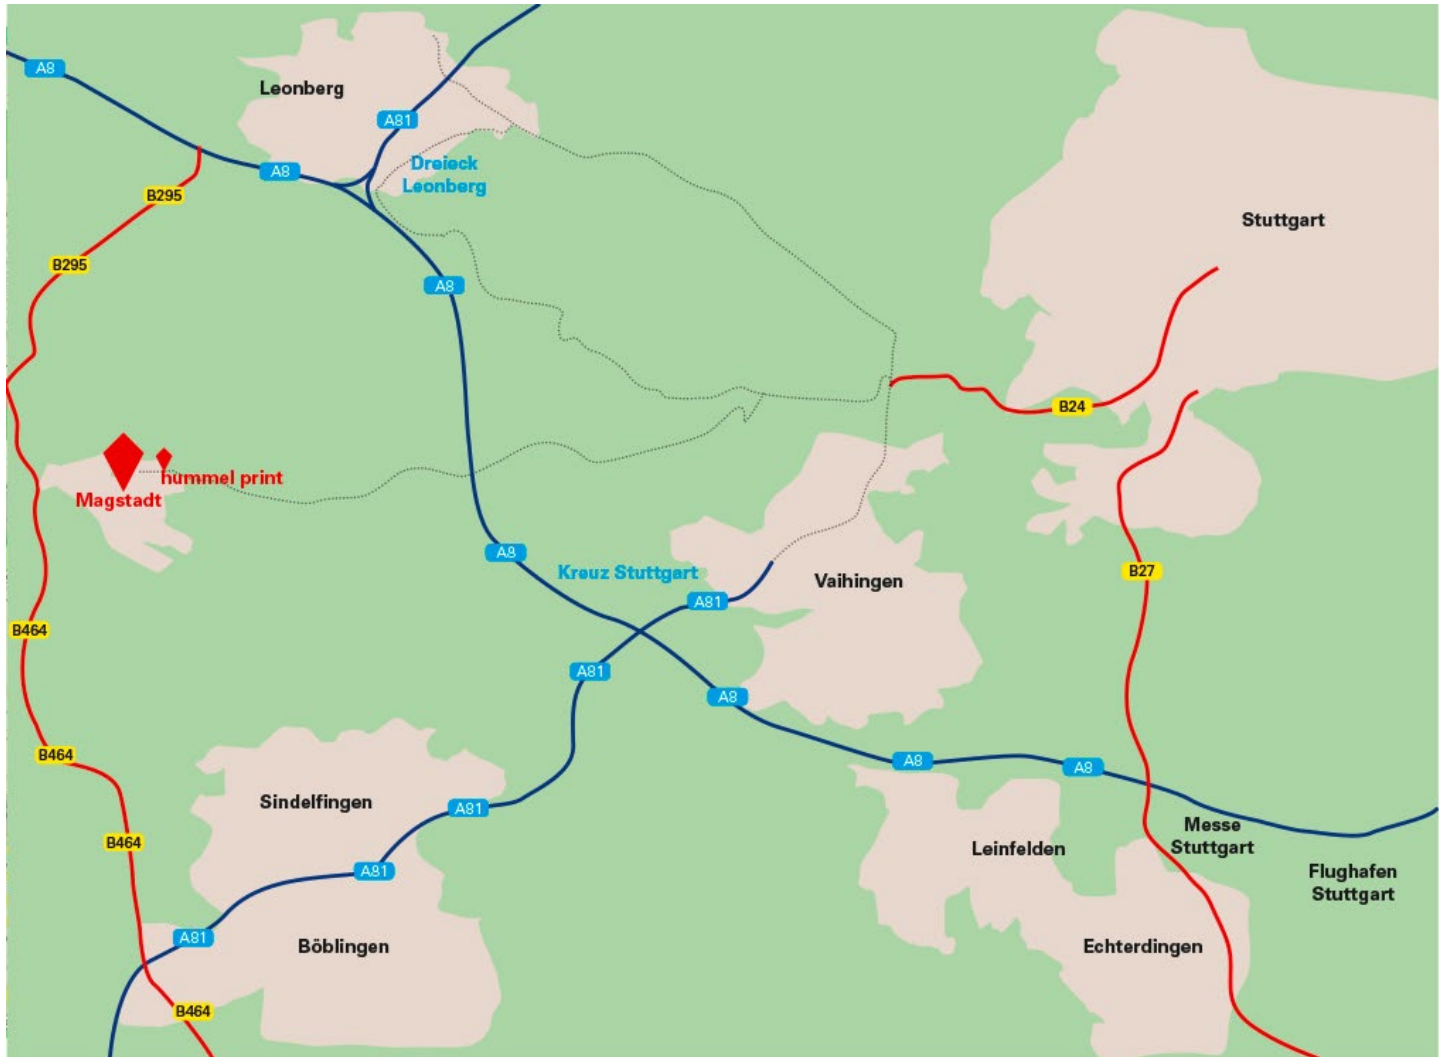 A8
Leonberg
A81
Dreieck
Leonberg
A8
B295
Stuttgart
B295
A8
B24
hummel print
Magstadt
A8
Kreuz Stuttgart
B27
Vaihingen
A81
B464
A81
A8
B464
A8
A8
Sindelfingen
A81
Messe
Stuttgart
B464
Leinfelden
A81
Flughafen
Stuttgart
A81
Böblingen
Echterdingen
B464